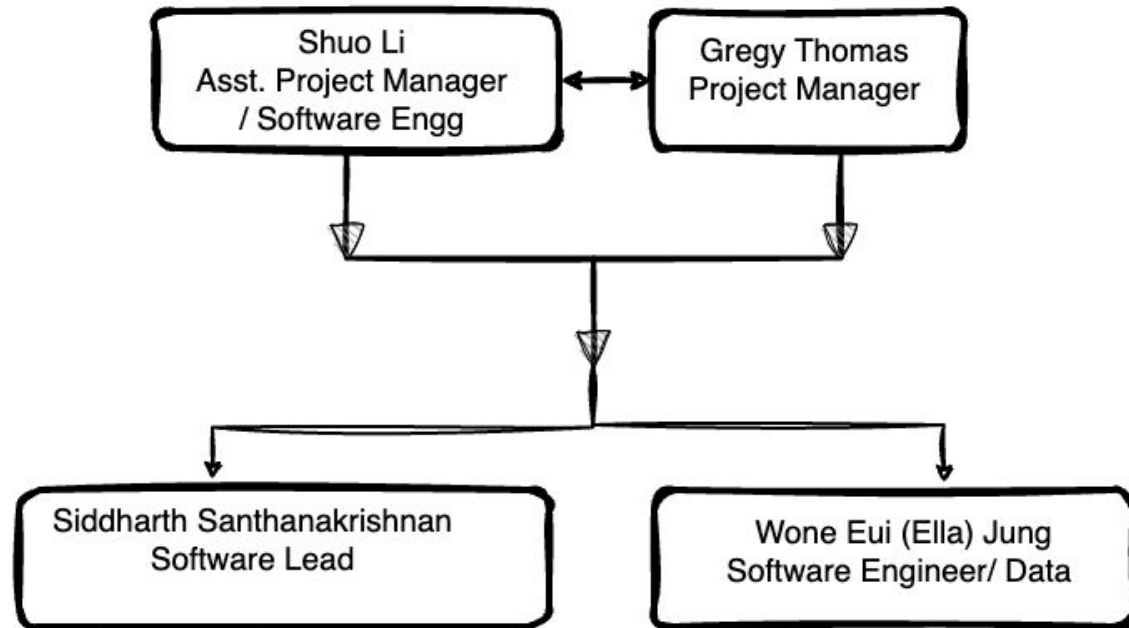 Shuo Li
Asst. Project Manager
/ Software Engg
Gregy Thomas
Project Manager
Siddharth Santhanakrishnan
Software Lead
Wone Eui (Ella) Jung
Software Engineer/ Data